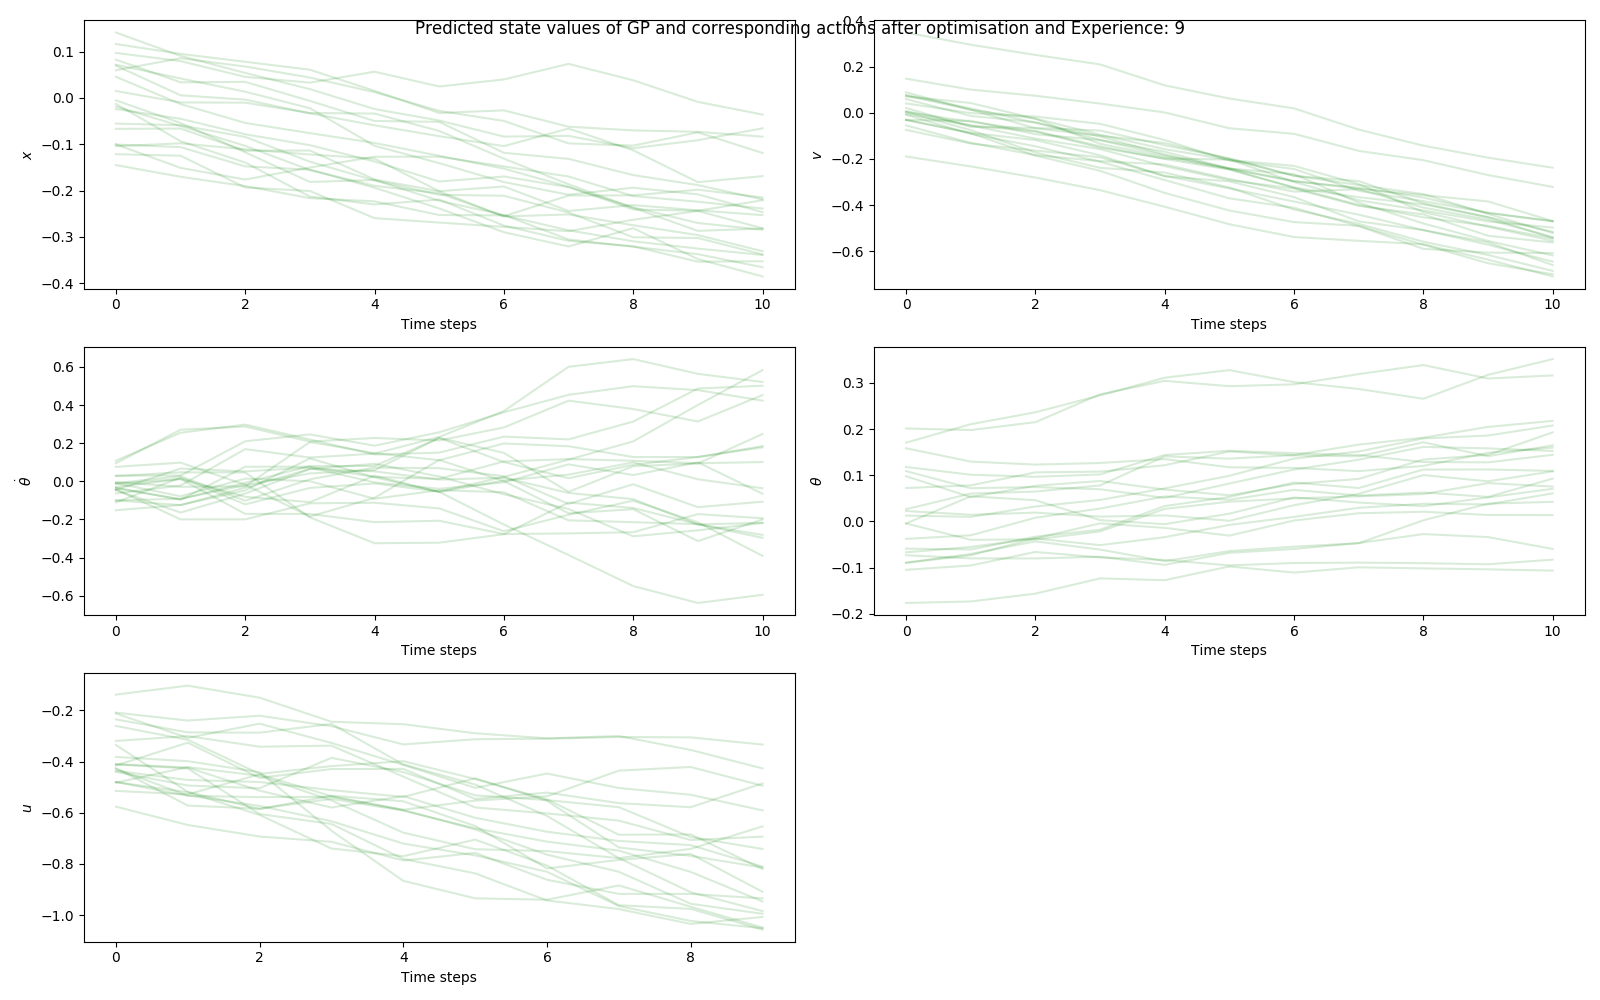 Predicted state values of GP and corresponding actions after optimisation and Experience: 9
0.1
0.0
−0.1
−0.2
−0.3
−0.4
x
0 2 4 6 8 10
Time steps
0.4
0.2
0.0
−0.2
−0.4
−0.6
v
0 2 4 6 8 10
Time steps
0.6
0.4
0.2
0.0
−0.2
−0.4
−0.6
θ̇
0 2 4 6 8 10
Time steps
0.3
0.2
0.1
0.0
−0.1
−0.2
θ
0 2 4 6 8 10
Time steps
−0.2
−0.4
−0.6
−0.8
−1.0
u
0 2 4 6 8
Time steps